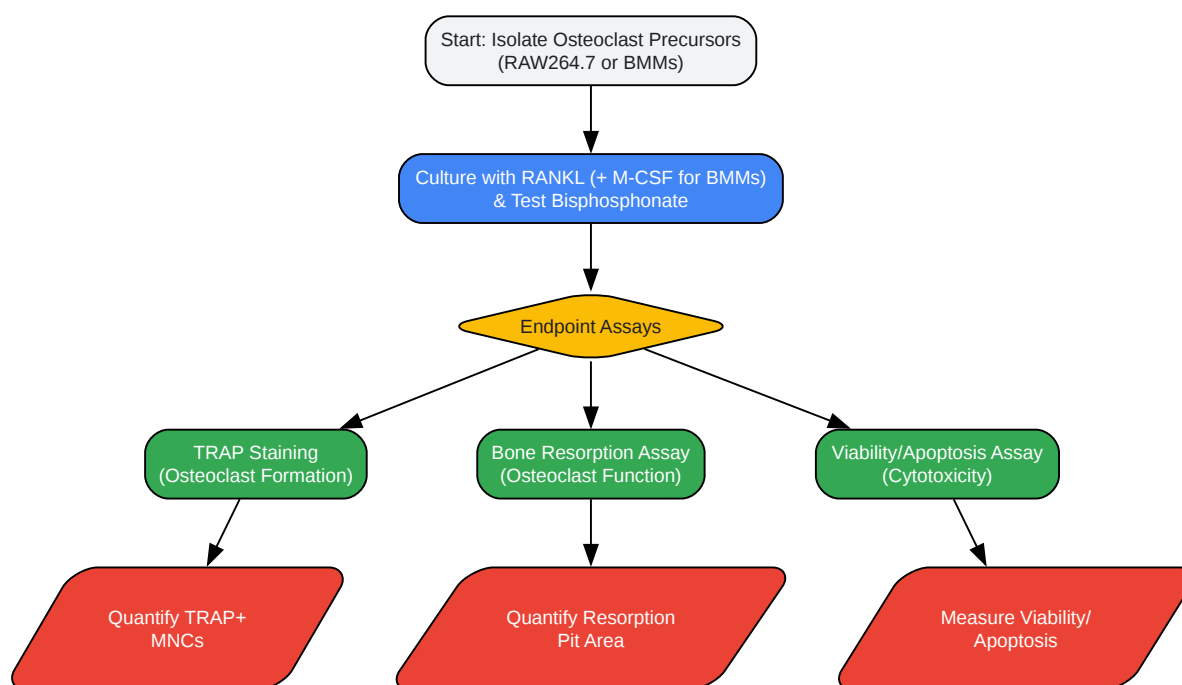 Start: Isolate Osteoclast Precursors
(RAW264.7 or BMMs)
Culture with RANKL (+ M-CSF for BMMs)
& Test Bisphosphonate
Endpoint Assays
TRAP Staining
(Osteoclast Formation)
Bone Resorption Assay
(Osteoclast Function)
Viability/Apoptosis Assay
(Cytotoxicity)
Quantify TRAP+
MNCs
Quantify Resorption
Pit Area
Measure Viability/
Apoptosis